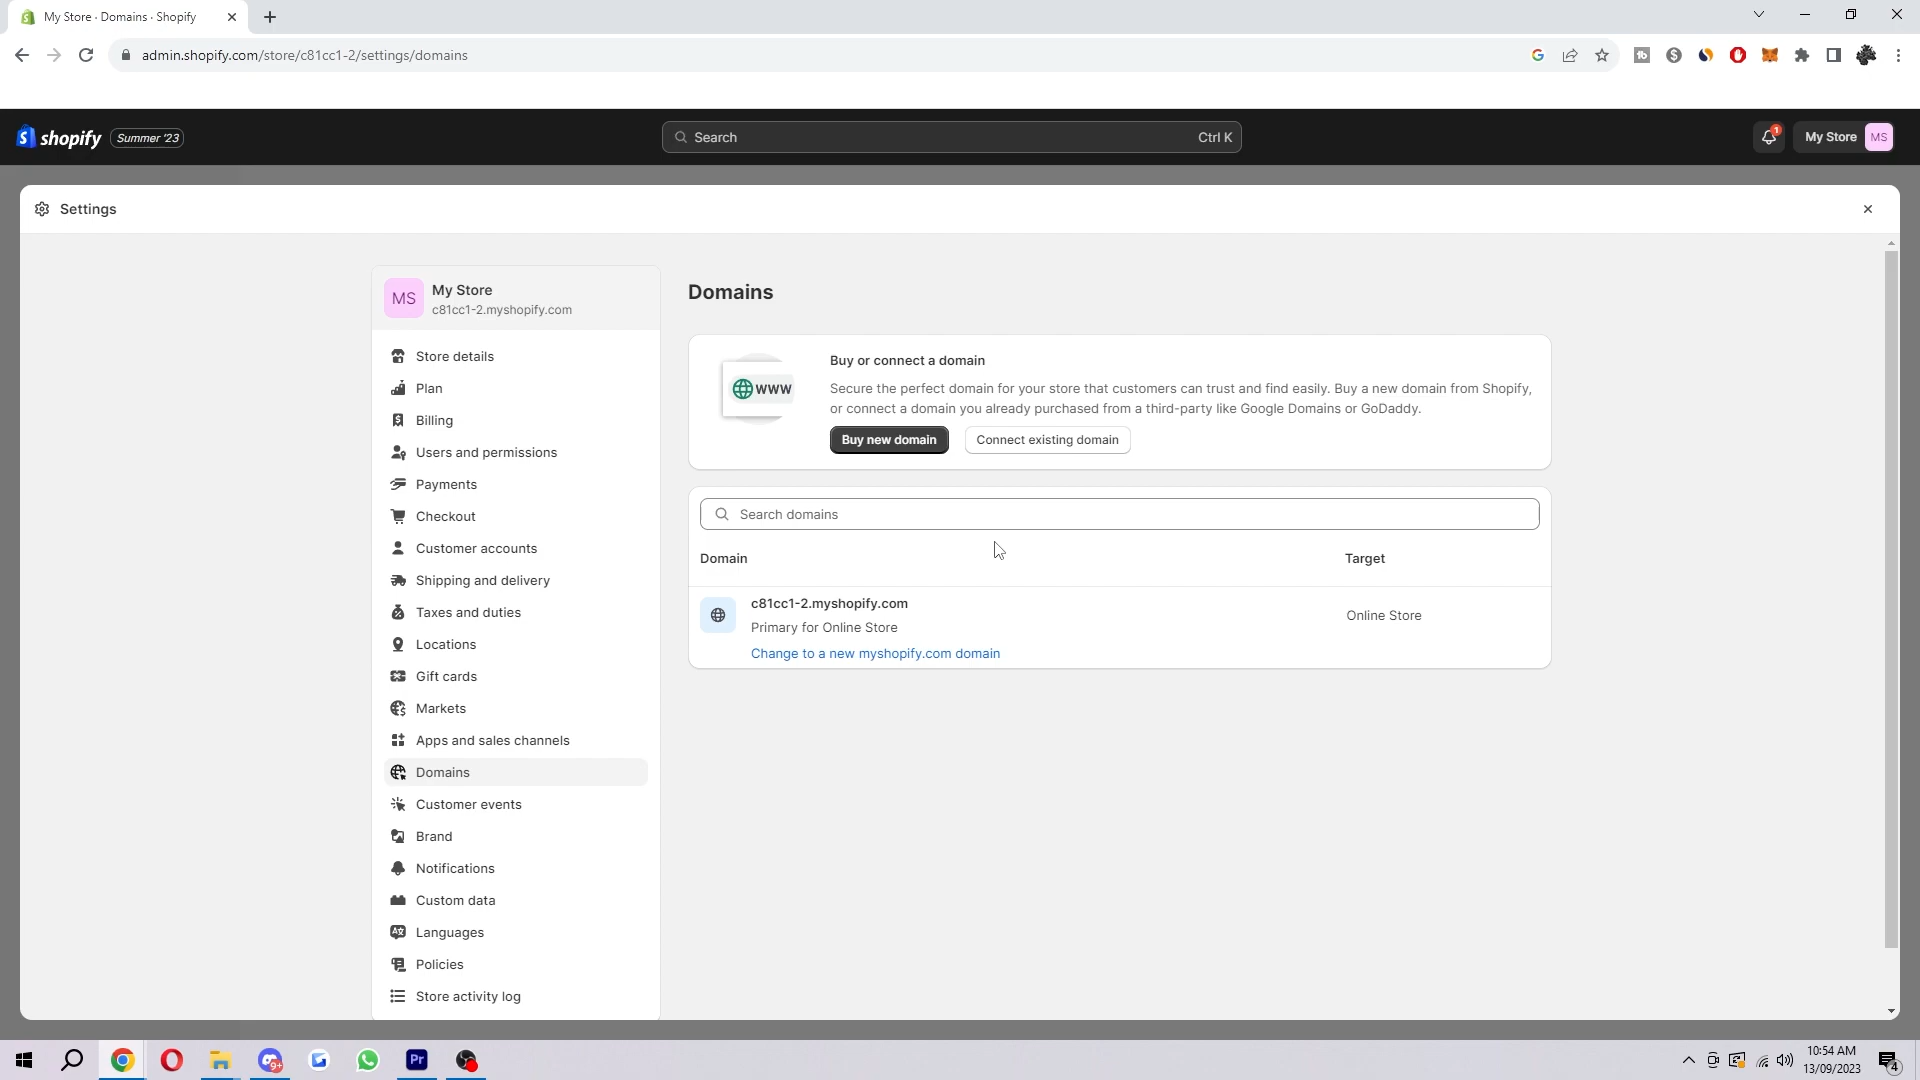 My Store · Domains · Shopify
admin.shopify.com/store/c81cc1-2/settings/domains
shopify
Summer '23
Search
Ctrl K
1
My Store
MS
Settings
MS
My Store
c81cc1-2.myshopify.com
Store details
Plan
Billing
Users and permissions
Payments
Checkout
Customer accounts
Shipping and delivery
Taxes and duties
Locations
Gift cards
Markets
Apps and sales channels
Domains
Customer events
Brand
Notifications
Custom data
Languages
Policies
Store activity log
Domains
WWW
Buy or connect a domain
Secure the perfect domain for your store that customers can trust and find easily. Buy a new domain from Shopify,
or connect a domain you already purchased from a third-party like Google Domains or GoDaddy.
Buy new domain
Connect existing domain
Search domains
Domain
Target
c81cc1-2.myshopify.com
Primary for Online Store
Online Store
Change to a new myshopify.com domain
9+
Pr
10:54 AM
13/09/2023
4